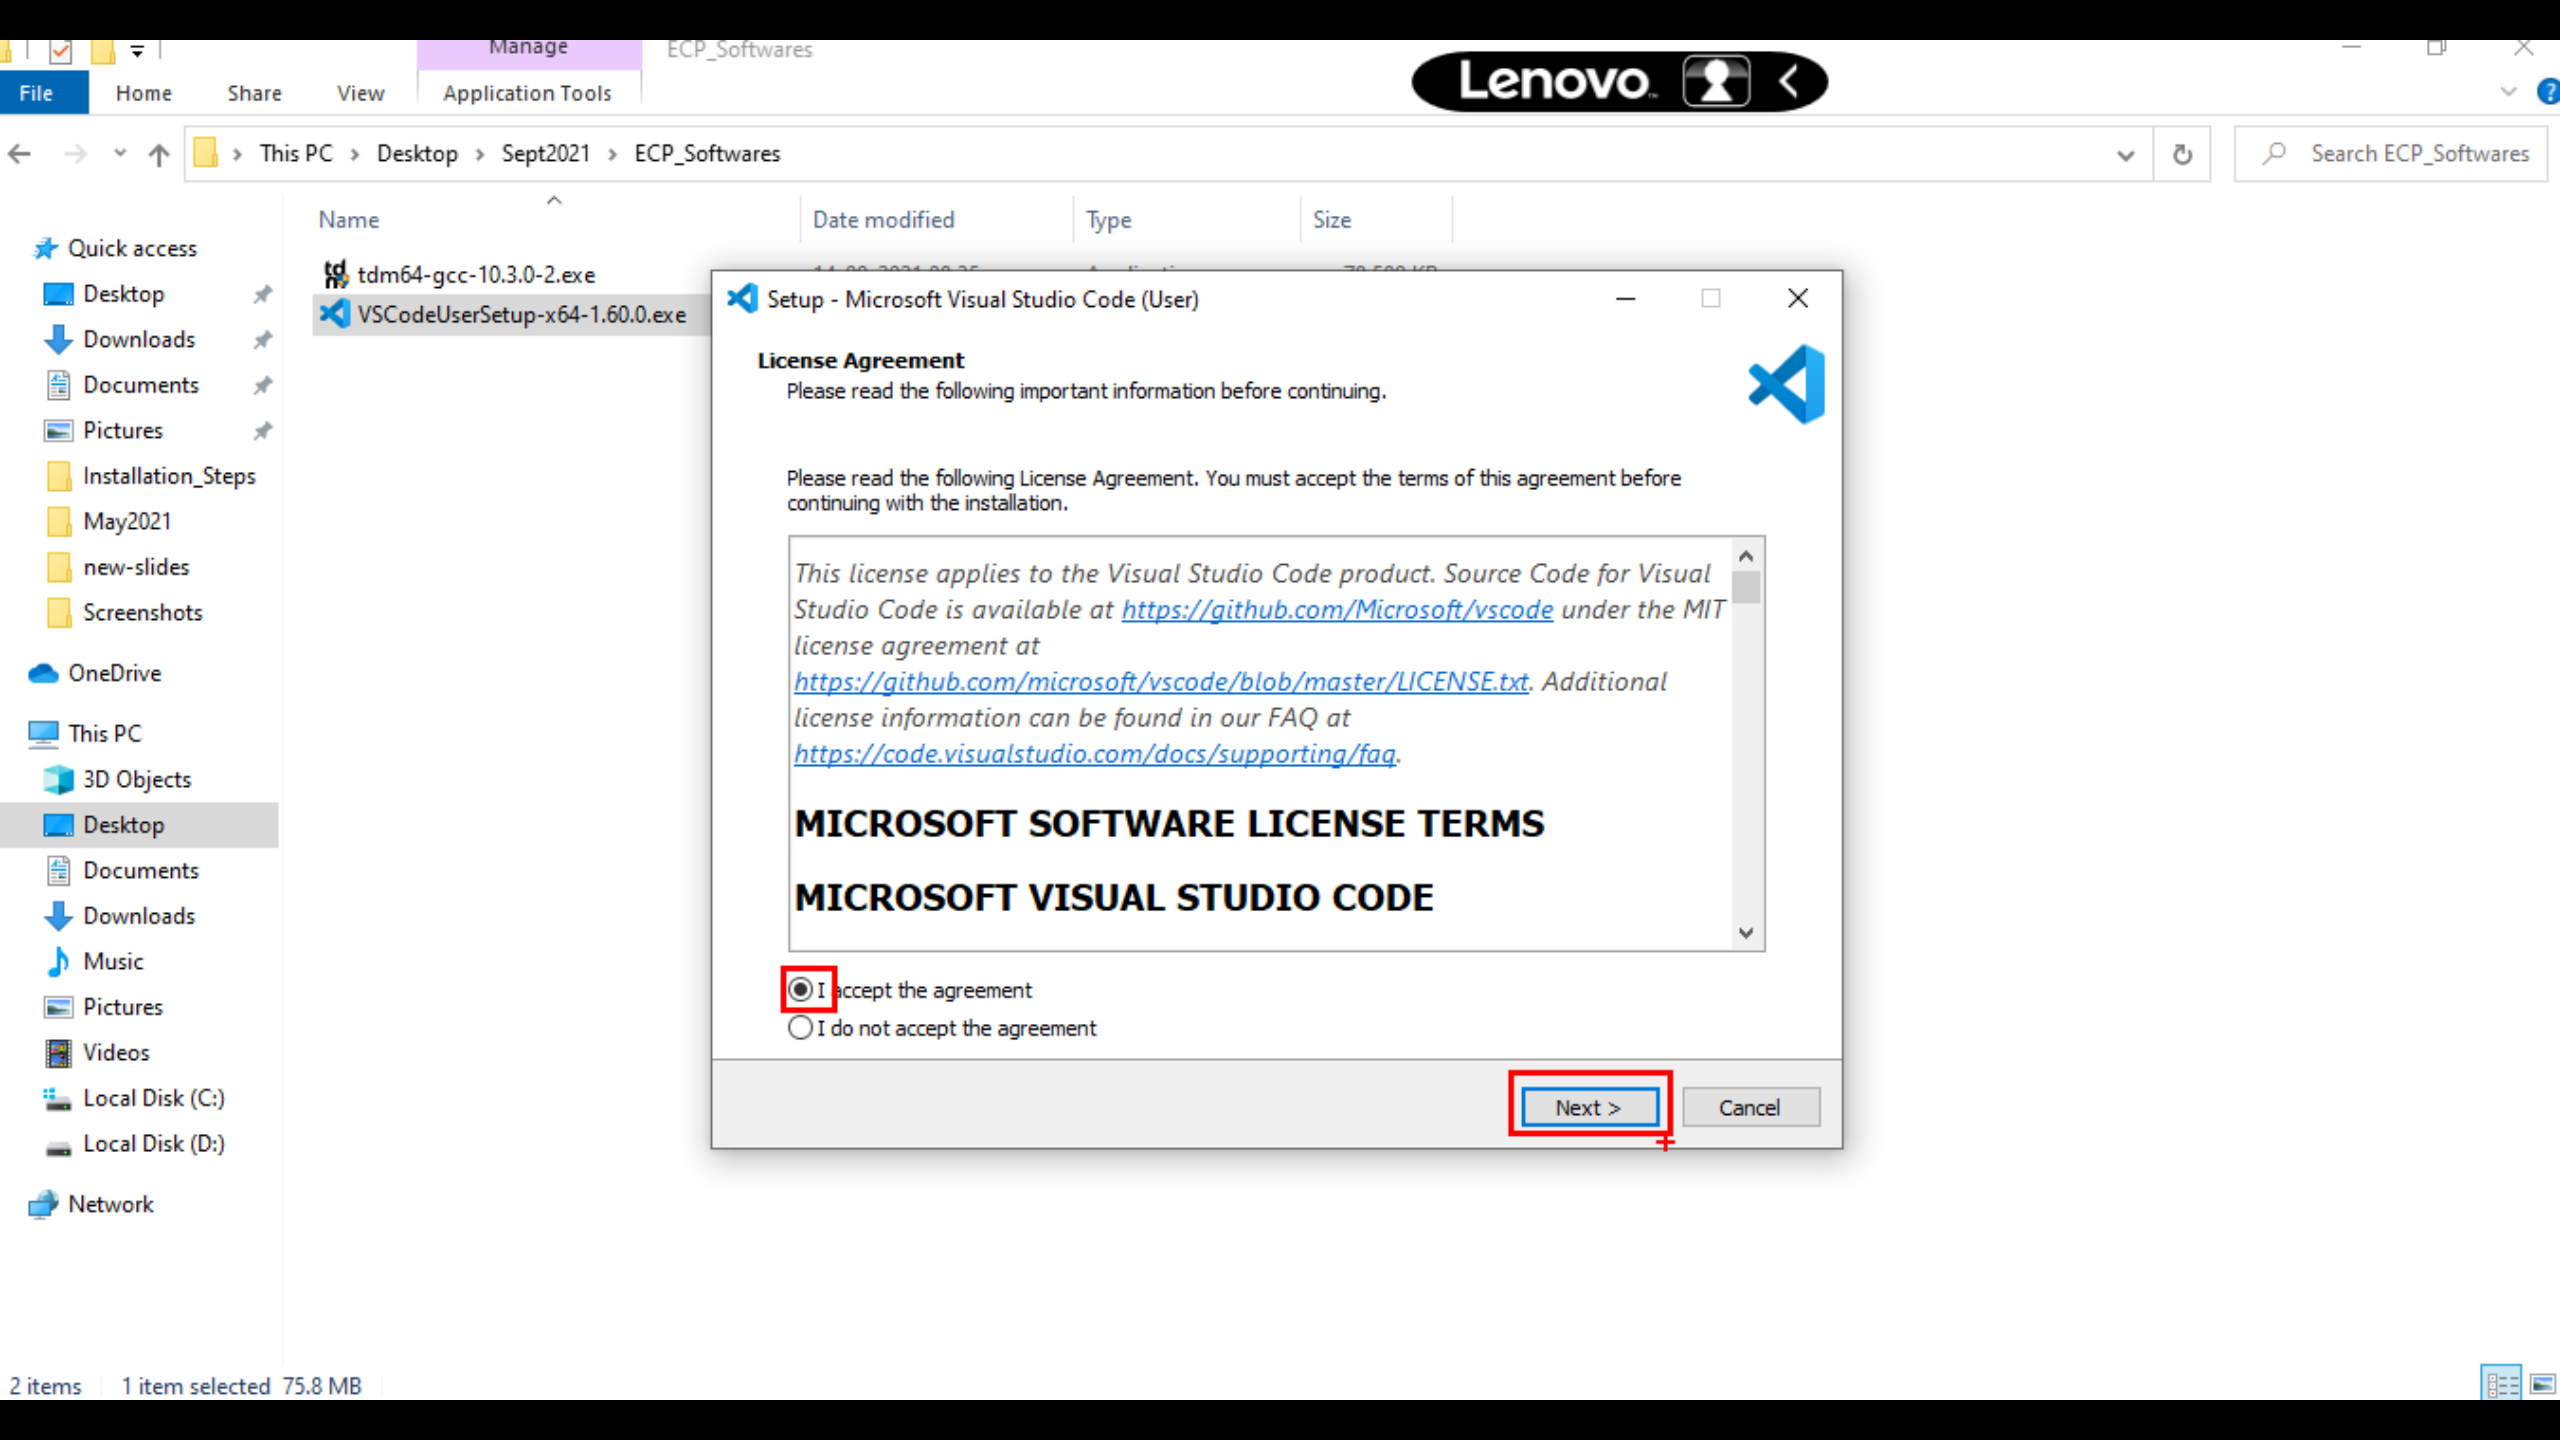 Manage
ECP_Softwares
Lenovo
File
Home
Share
View
Application Tools
This PC
Desktop
Sept2021
ECP_Softwares
Search ECP_Softwares
Name
Date modified
Type
Size
Quick access
Desktop
Downloads
Documents
Pictures
Installation_Steps
May2021
new-slides
Screenshots
OneDrive
This PC
3D Objects
Desktop
Documents
Downloads
Music
Pictures
Videos
Local Disk (C:)
Local Disk (D:)
Network
tdm64-gcc-10.3.0-2.exe
VSCodeUserSetup-x64-1.60.0.exe
Setup - Microsoft Visual Studio Code (User)
License Agreement
Please read the following important information before continuing.
Please read the following License Agreement. You must accept the terms of this agreement before
continuing with the installation.
This license applies to the Visual Studio Code product. Source Code for Visual
Studio Code is available at https://github.com/Microsoft/vscode under the MIT
license agreement at
https://github.com/microsoft/vscode/blob/master/LICENSE.txt. Additional
license information can be found in our FAQ at
https://code.visualstudio.com/docs/supporting/faq.
MICROSOFT SOFTWARE LICENSE TERMS
MICROSOFT VISUAL STUDIO CODE
I accept the agreement
I do not accept the agreement
Next >
Cancel
2 items
1 item selected 75.8 MB